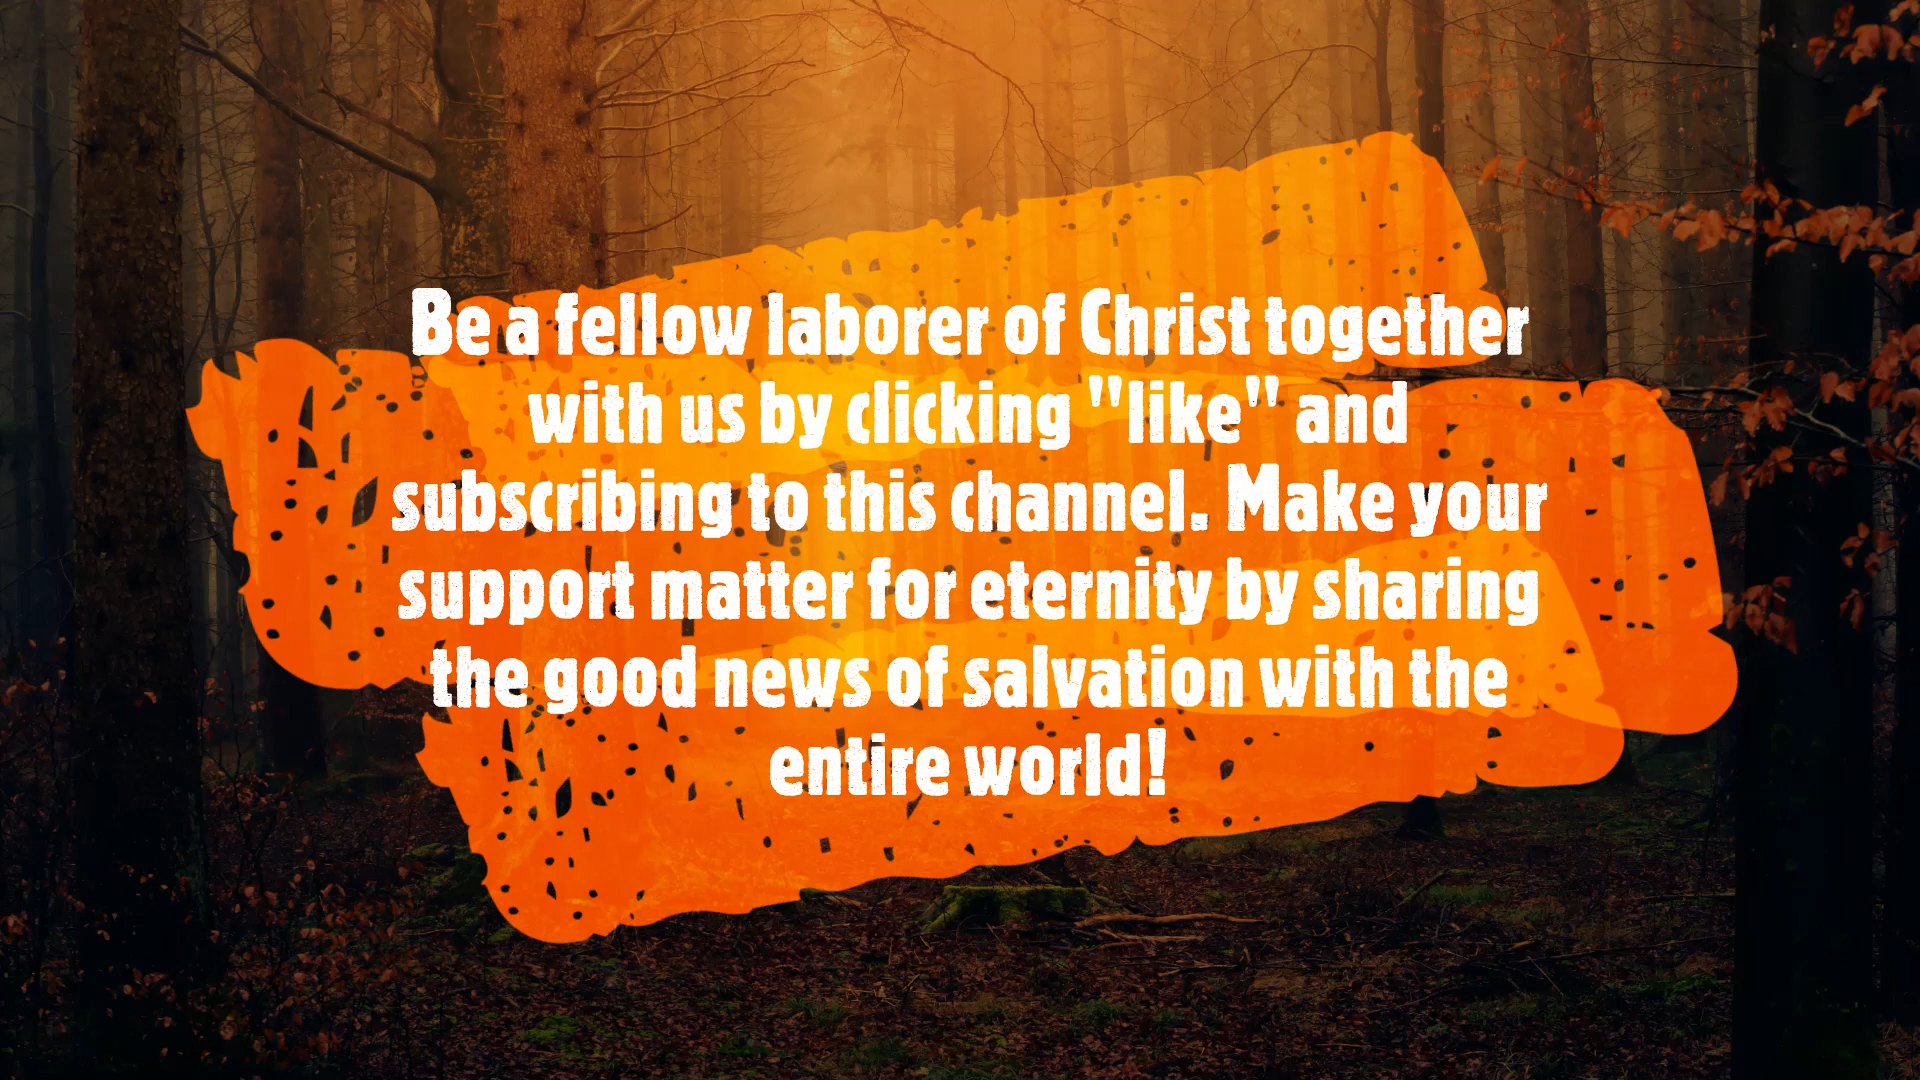 Be a fellow laborer of Christ together
with us by clicking "like" and
subscribing to this channel. Make your
support matter for eternity by sharing
the good news of salvation with the
entire world!